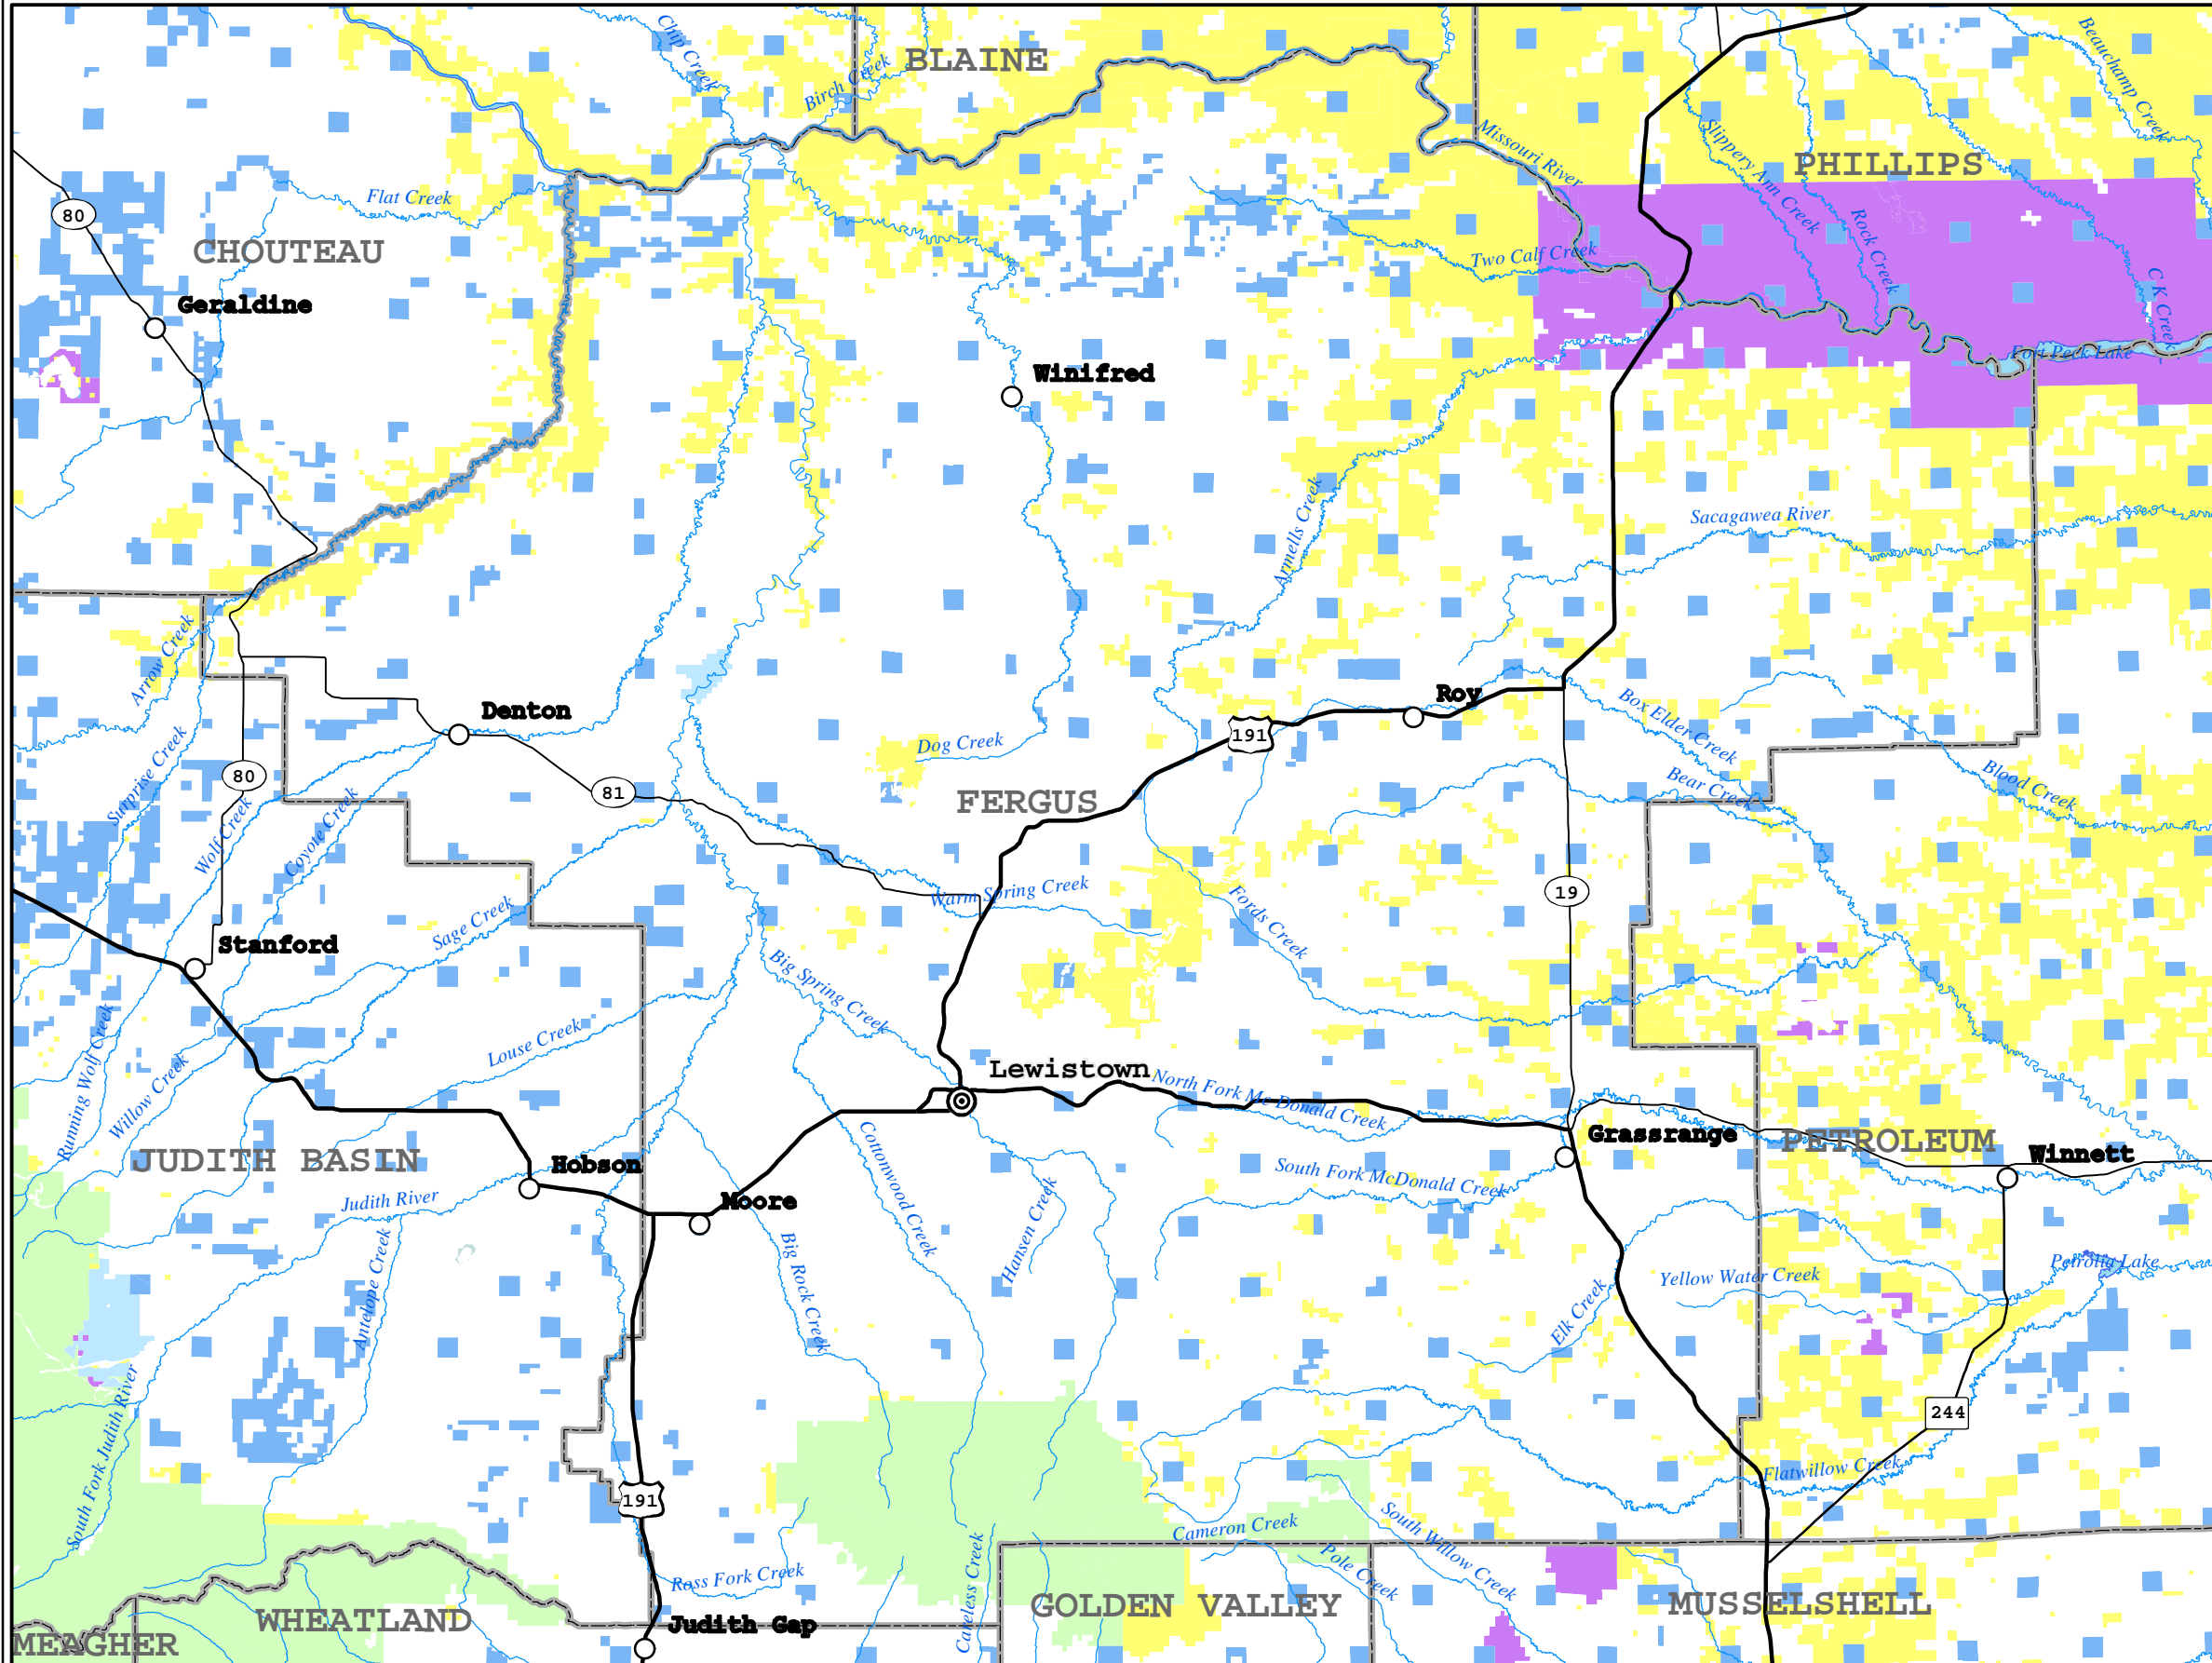 Chip Creek
BLAINE
Birch Creek
Beauchamp Creek
Missouri River
Slippery Ann Creek
PHILLIPS
Flat Creek
80
CHOUTEAU
Rock Creek
Two Calf Creek
C K Creek
Geraldine
Fort Peck Lake
Winifred
Armells Creek
Sacagawea River
Arrow Creek
Denton
Roy
Box Elder Creek
191
Dog Creek
Surprise Creek
80
81
Bear Creek
Blood Creek
FERGUS
Wolf Creek
Coyote Creek
Warm Spring Creek
19
Sage Creek
Fords Creek
Stanford
Big Spring Creek
Louse Creek
Running Wolf Creek
Willow Creek
Lewistown
North Fork Mc Donald Creek
Grassrange
PETROLEUM
Winnett
JUDITH BASIN
Hobson
South Fork McDonald Creek
Judith River
Moore
Cottonwood Creek
Hansen Creek
Antelope Creek
Big Rock Creek
Yellow Water Creek
Petrolia Lake
Elk Creek
South Fork Judith River
244
Flatwillow Creek
191
Cameron Creek
South Willow Creek
Pole Creek
Ross Fork Creek
Careless Creek
GOLDEN VALLEY
MUSSELSHELL
WHEATLAND
Judith Gap
MEAGHER